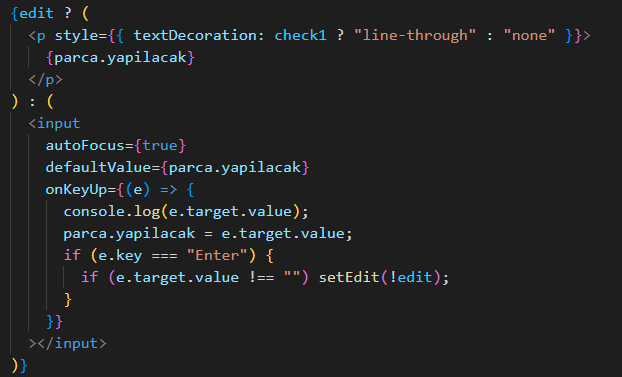 {edit ? (
<p style={{ textDecoration: check1 ? "line-through" : "none" }}>
{parca.yapilacak}
</p>
) : (
<input
autoFocus={true}
defaultValue={parca.yapilacak}
onKeyUp={(e) => {
console.log(e.target.value);
parca.yapilacak = e.target.value;
if (e.key === "Enter") {
if (e.target.value !== "") setEdit(!edit);
}
}}
></input>
)}